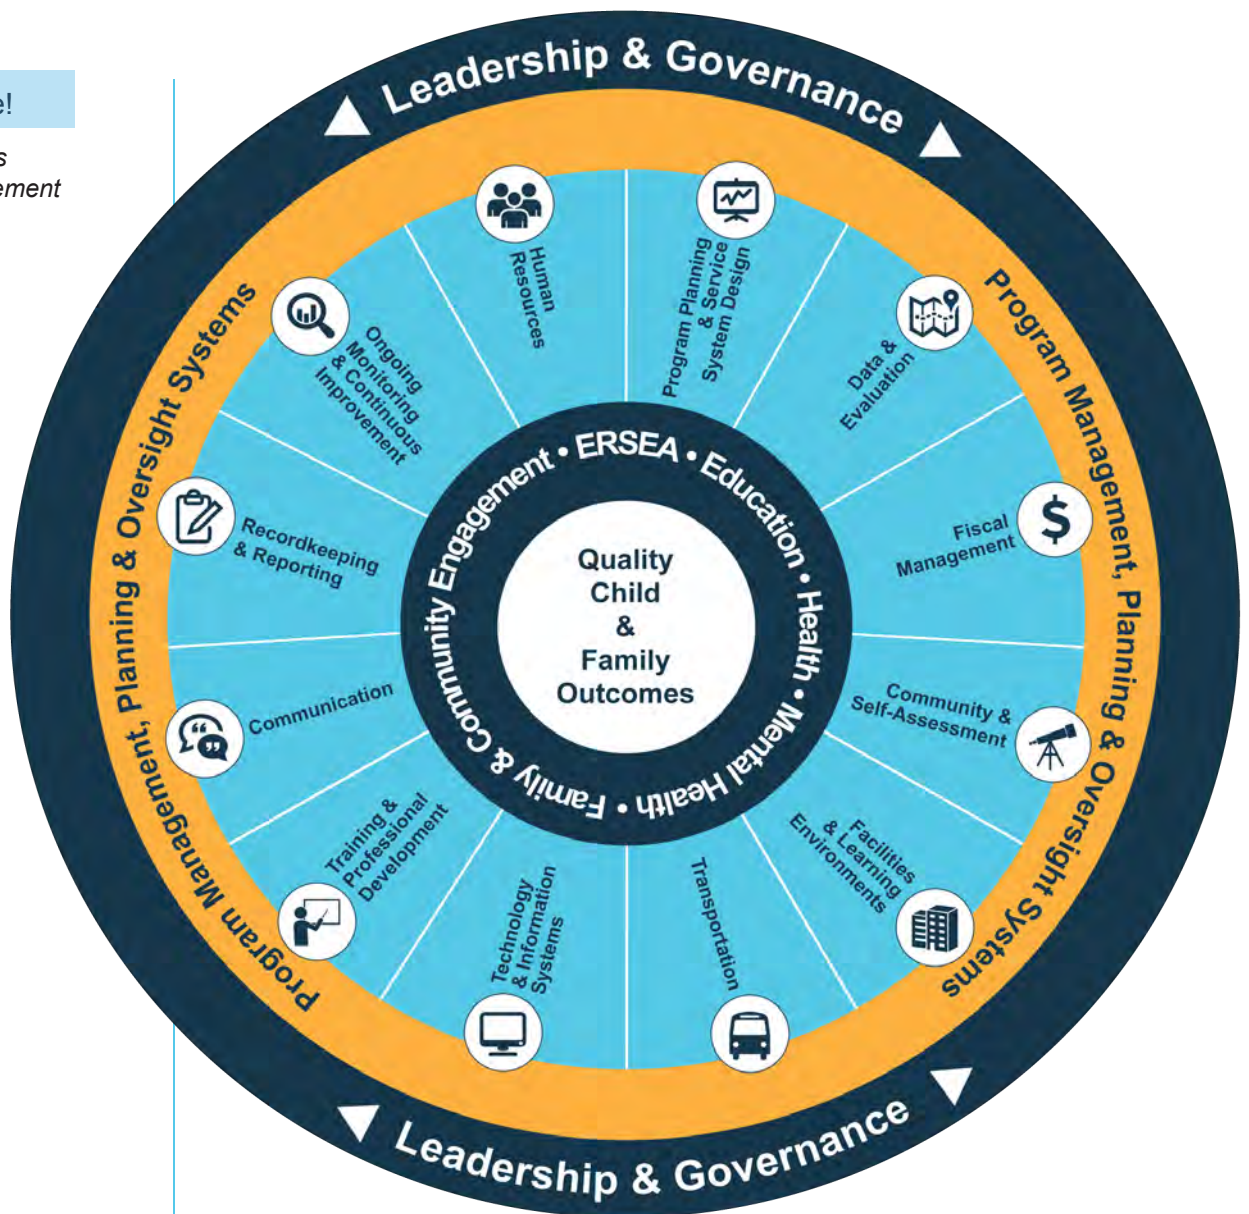 e!
s
ement
Leadership & Governance
Program Management, Planning & Oversight Systems
Program Management, Planning & Oversight Systems
Human
Resources
Program Planning
& Service
System Design
Data &
Evaluation
Fiscal
Management
Community &
Self-Assessment
Facilities
& Learning
Environments
Transportation
Technology
& Information
Systems
Training &
Professional
Development
Communication
Recordkeeping
& Reporting
Ongoing
Monitoring
& Continuous
Improvement
$
Family & Community Engagement • ERSEA • Education • Health • Mental Health •
Quality
Child
&
Family
Outcomes
Leadership & Governance